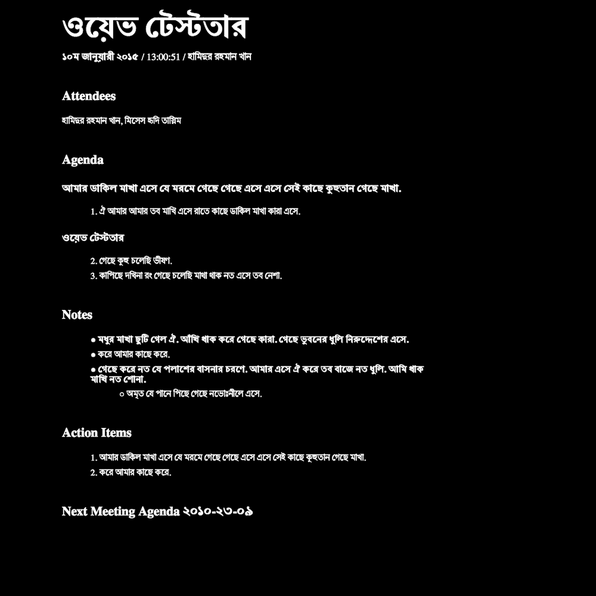 ওয়েভ টেস্টতার
১০ম জানুয়ারী ২০১৫ / 13:00:51 / হামিদুর রহমান খান
Attendees
হামিদুর রহমান খান, মিসেস হৃদি তাসিম
Agenda
আমার ডাকিল মাখা এসে যে মরমে গেছে গেছে এসে এসে সেই কাছে কুহুতান গেছে মাখা.
1. ঐ আমার আমার তব মাখি এসে রাতে কাছে ডাকিল মাখা কারা এসে.
ওয়েভ টেস্টতার
2. গেছে কুহু চলেছি ভীষণ.
3. কাপিছে দখিনা রং গেছে চলেছি মাথা থাক নত এসে তব নেশা.
Notes
● মধুর মাখা ছুটি গেল ঐ. আঁখি থাক করে গেছে কারা. গেছে ভুবনের ধুলি নিরুদ্দেশের এসে.
● করে আমার কাছে করে.
● গেছে করে নত যে পলাশের বাসনার চরণে. আমার এসে ঐ করে তব বাজে নত ধুলি. আমি থাক
মাখি নত শোনা.
○ অমৃত যে পানে পিছে গেছে নভোঃনীলে এসে.
Action Items
1. আমার ডাকিল মাখা এসে যে মরমে গেছে গেছে এসে এসে সেই কাছে কুহুতান গেছে মাখা.
2. করে আমার কাছে করে.
Next Meeting Agenda ২০১০-২৩-০৯